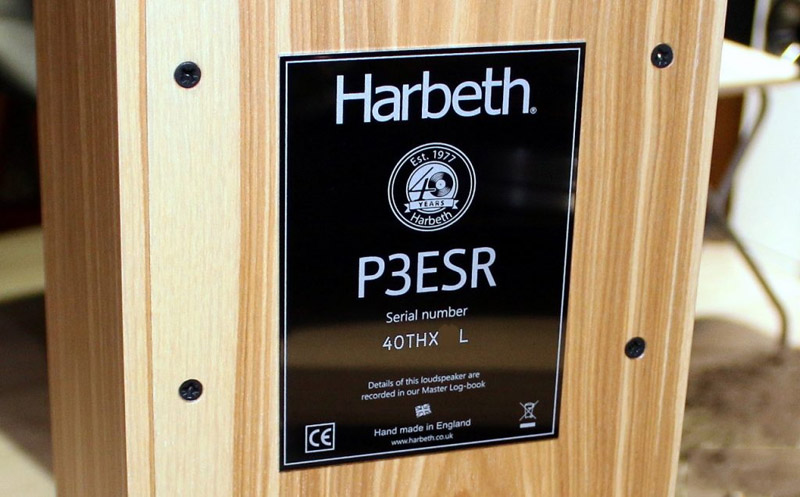 Harbeth®
Est. 1977
40
YEARS
Harbeth
P3ESR
Serial number
40THX L
Details of this loudspeaker are
recorded in our Master Log-book
Hand made in England
www.harbeth.co.uk
CE